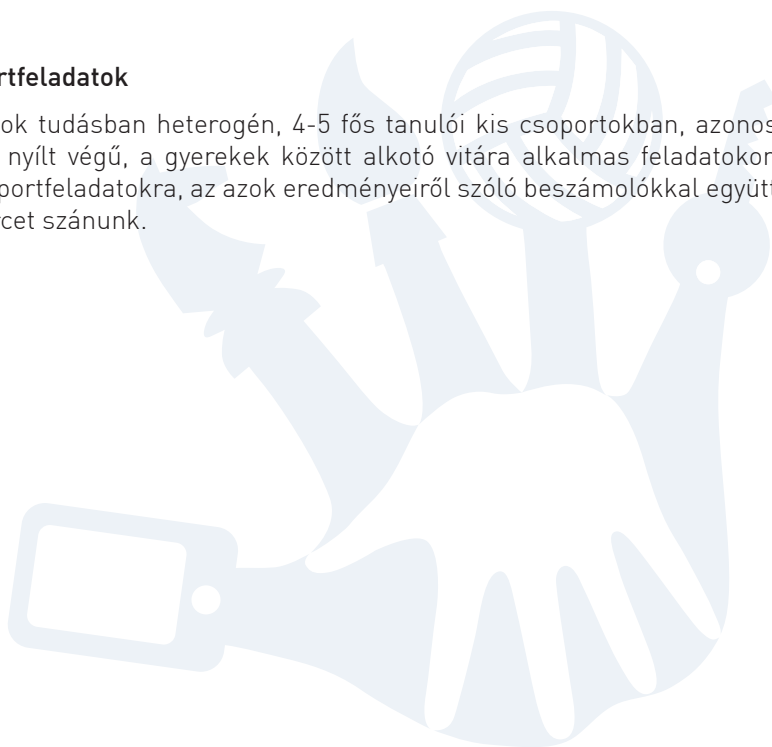 rtfeladatok
ok tudásban heterogén, 4-5 fős tanulói kis csoportokban, azonos
nyílt végű, a gyerekek között alkotó vitára alkalmas feladatokon
portfeladatokra, az azok eredményeiről szóló beszámolókkal együtt
rcet szánunk.